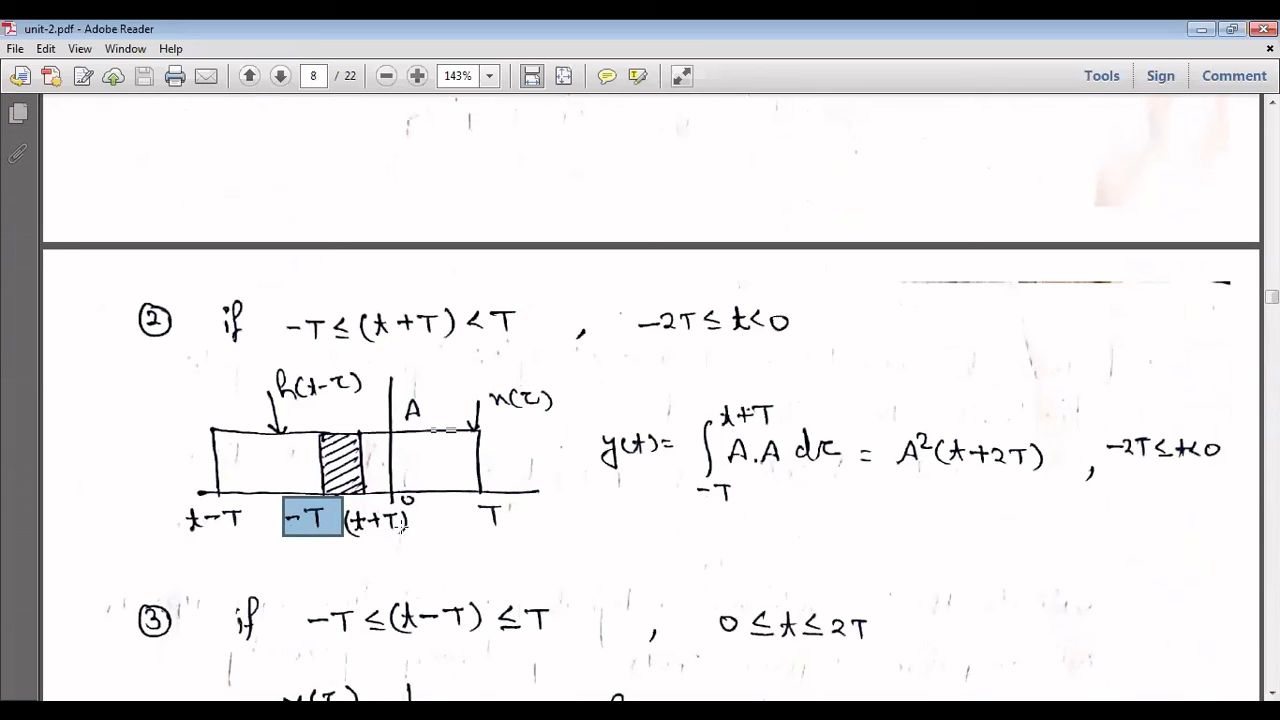 unit-2.pdf - Adobe Reader
File Edit View Window Help
8 / 22 143% Tools Sign Comment
② if -T ≤ (t+T) < T , -2T ≤ t < 0
h(t-τ) A x(τ)
y(t) = ∫_{-T}^{t+T} A.A dτ = A²(t+2T) , -2T ≤ t < 0
0
t-T -T (t+T) T
③ if -T ≤ (t-T) ≤ T , 0 ≤ t ≤ 2T